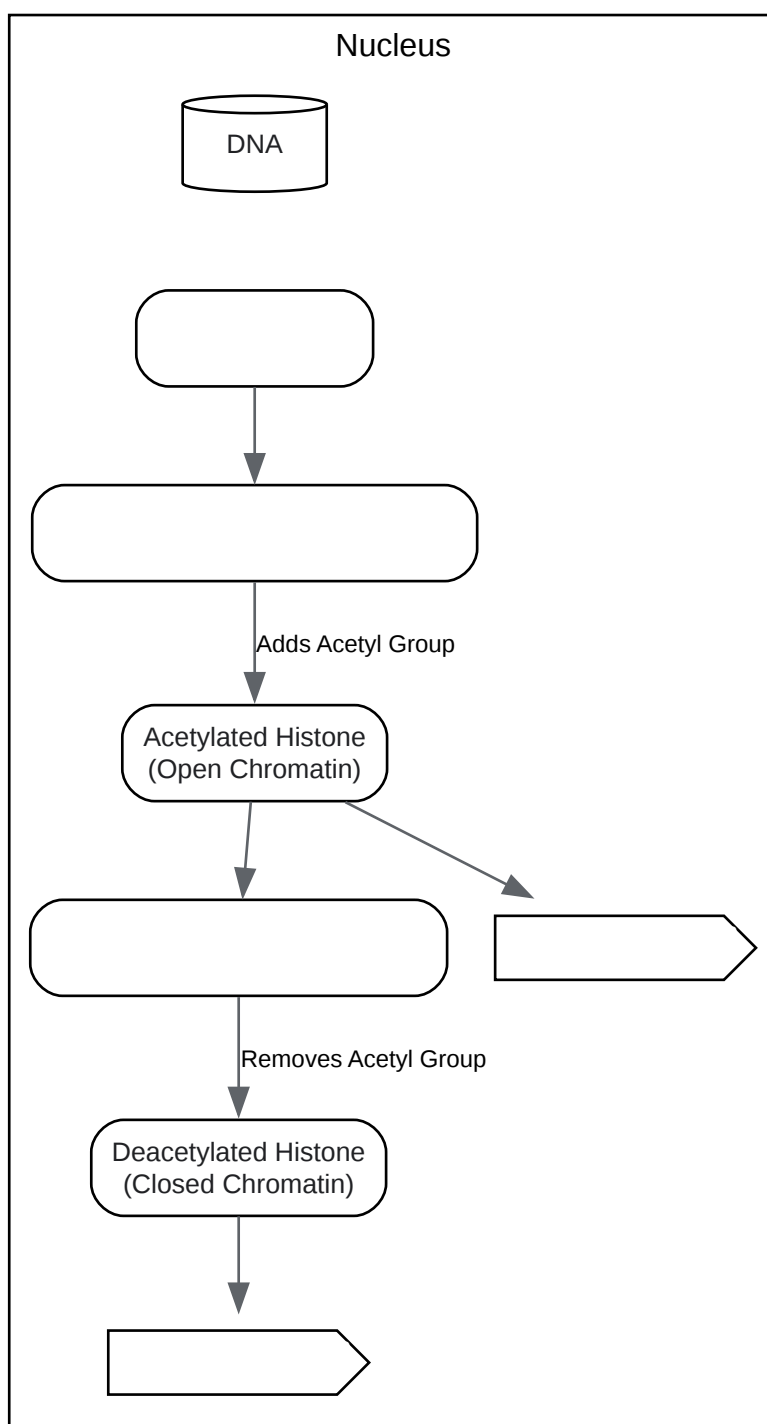 Nucleus
DNA
Adds Acetyl Group
Acetylated Histone
(Open Chromatin)
Removes Acetyl Group
Deacetylated Histone
(Closed Chromatin)